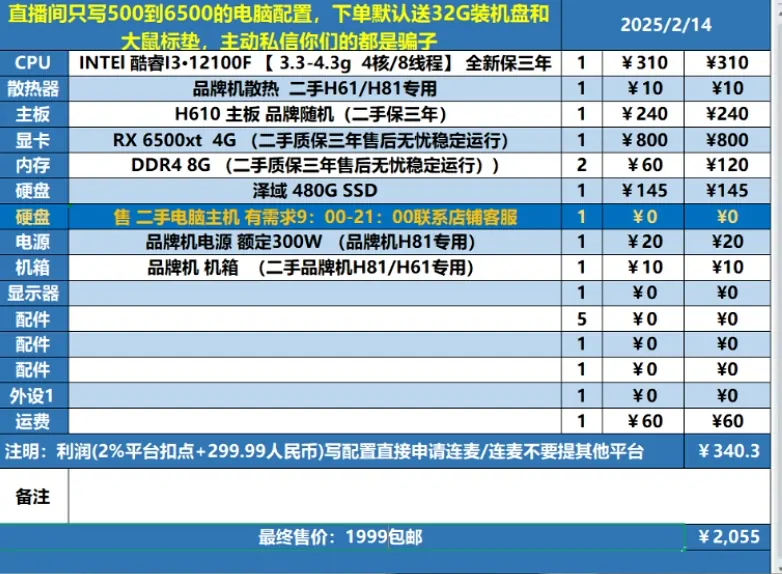 直播间只写500到6500的电脑配置，下单默认送32G装机盘和
大鼠标垫，主动私信你们的都是骗子
2025/2/14
CPU INTEl 酷睿I3·12100F 【 3.3-4.3g 4核/8线程】 全新保三年 1 ￥310 ¥310
散热器 品牌机散热 二手H61/H81专用 1 ￥10 ¥10
主板 H610 主板 品牌随机（二手保三年） 1 ￥240 ¥240
显卡 RX 6500xt 4G （二手质保三年售后无忧稳定运行） 1 ￥800 ¥800
内存 DDR4 8G （二手质保三年售后无忧稳定运行）） 2 ￥60 ¥120
硬盘 泽域 480G SSD 1 ￥145 ¥145
硬盘 售 二手电脑主机 有需求9：00-21：00联系店铺客服 1 ￥0 ¥0
电源 品牌机电源 额定300W （品牌机H81专用） 1 ￥20 ¥20
机箱 品牌机 机箱 （二手品牌机H81/H61专用） 1 ￥10 ¥10
显示器 1 ￥0 ¥0
配件 5 ￥0 ¥0
配件 1 ￥0 ¥0
配件 1 ￥0 ¥0
外设1 1 ￥0 ¥0
运费 1 ￥60 ¥60
注明：利润(2%平台扣点+299.99人民币)写配置直接申请连麦/连麦不要提其他平台 ￥340.3
备注
最终售价：1999包邮 ￥2,055